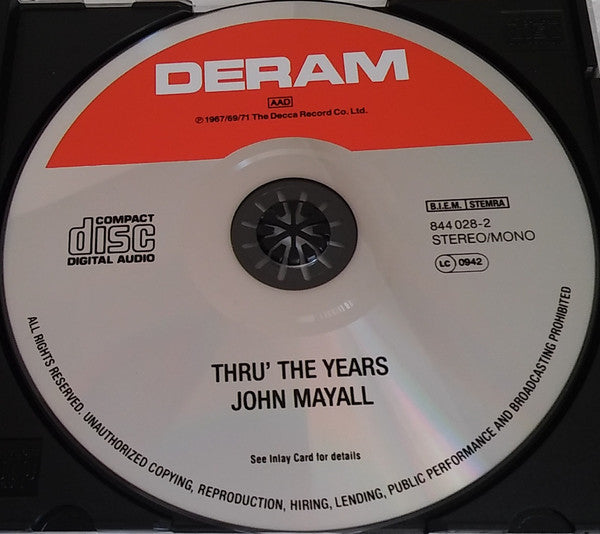 DERAM
AAD
℗ 1967/69/71 The Decca Record Co. Ltd.
COMPACT
disc
DIGITAL AUDIO
B.I.E.M. STEMRA
844 028-2
STEREO/MONO
LC 0942
THRU' THE YEARS
JOHN MAYALL
See Inlay Card for details
ALL RIGHTS RESERVED. UNAUTHORIZED COPYING, REPRODUCTION, HIRING, LENDING, PUBLIC PERFORMANCE AND BROADCASTING PROHIBITED